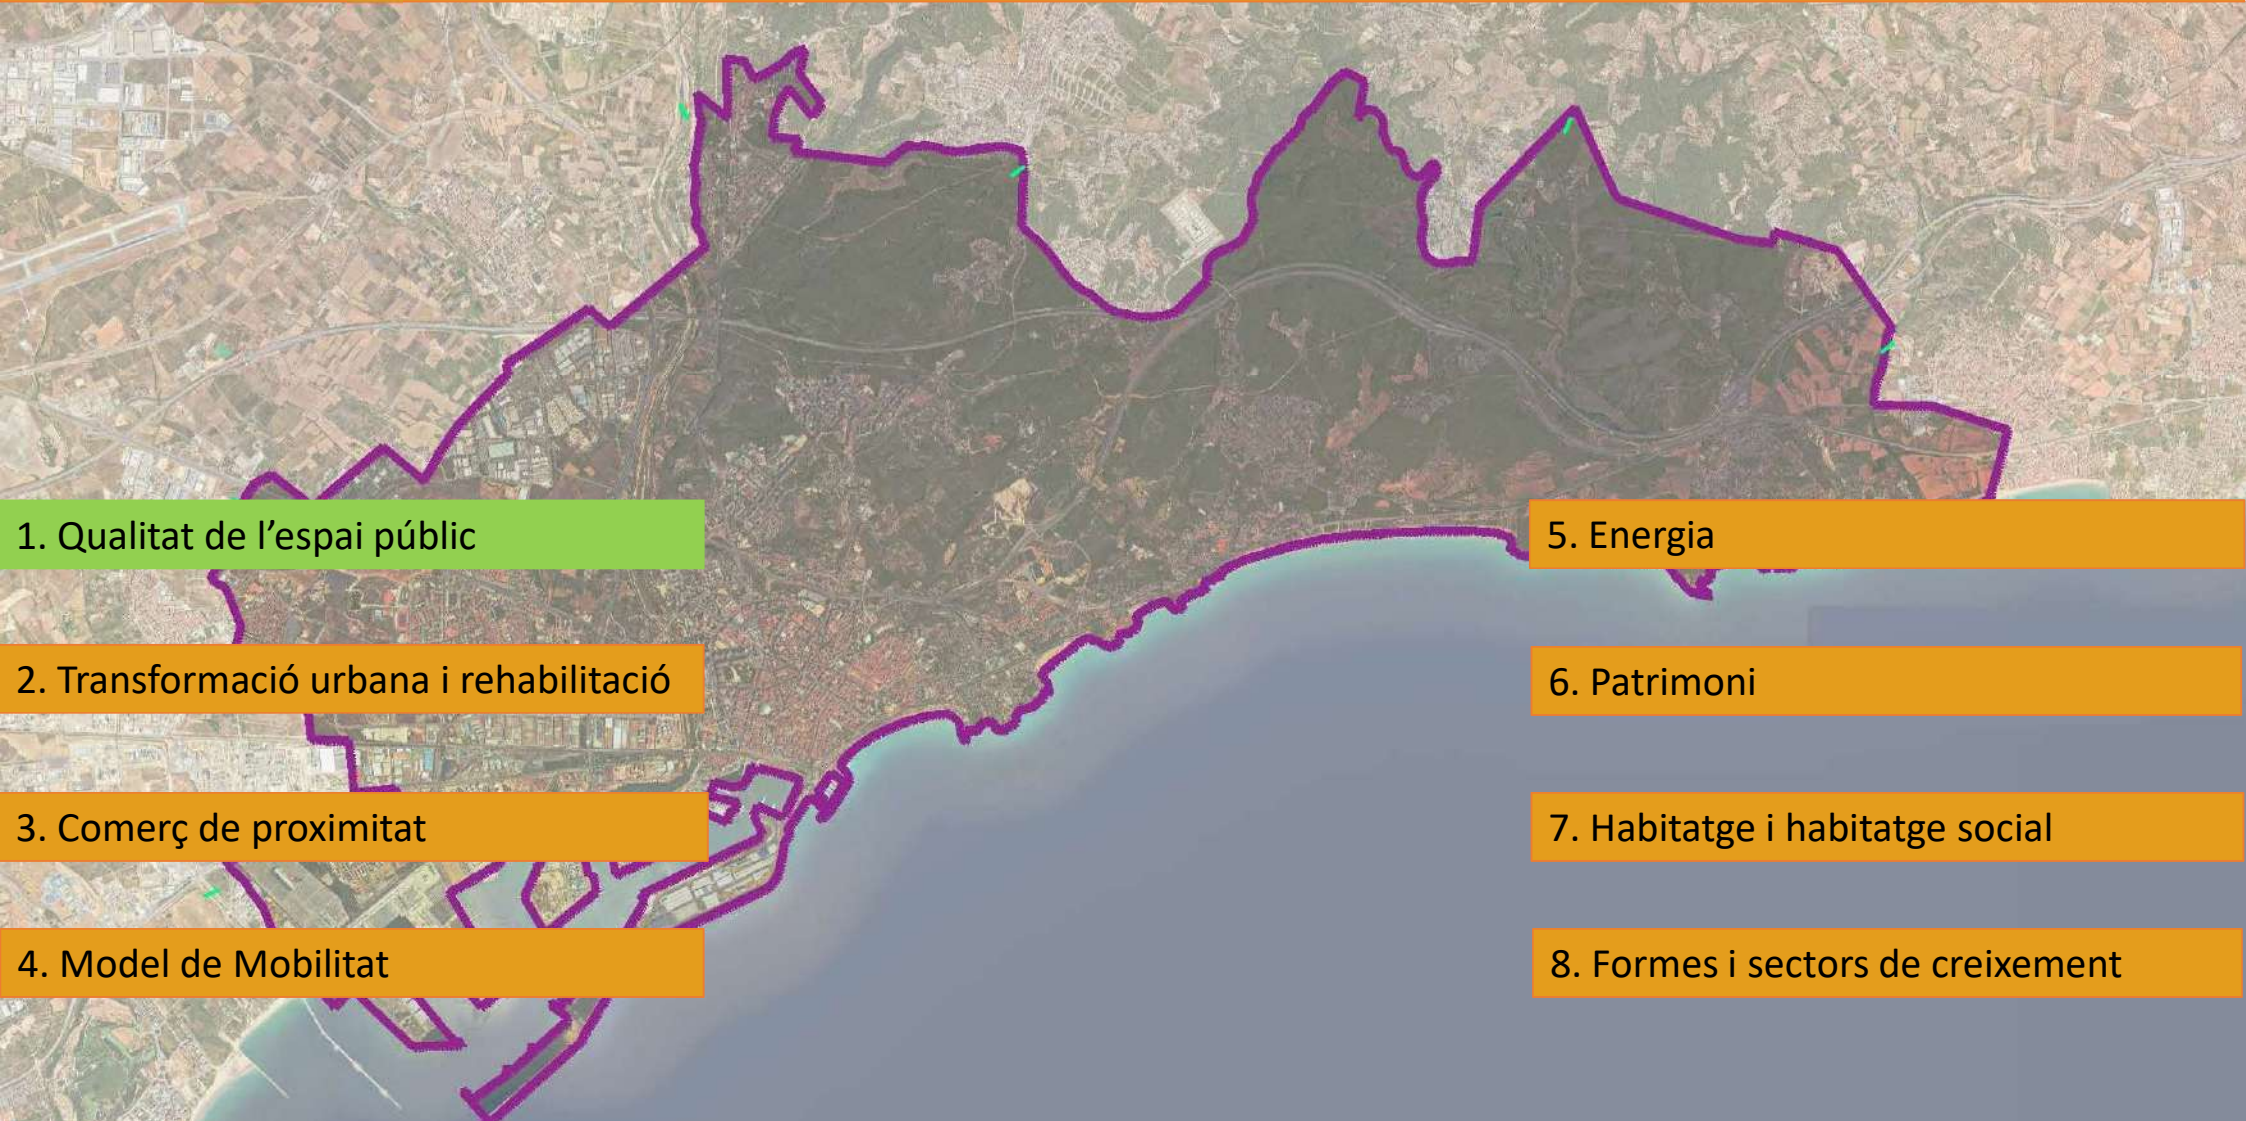 1. Qualitat de l’espai públic
2. Transformació urbana i rehabilitació
3. Comerç de proximitat
4. Model de Mobilitat
5. Energia
6. Patrimoni
7. Habitatge i habitatge social
8. Formes i sectors de creixement